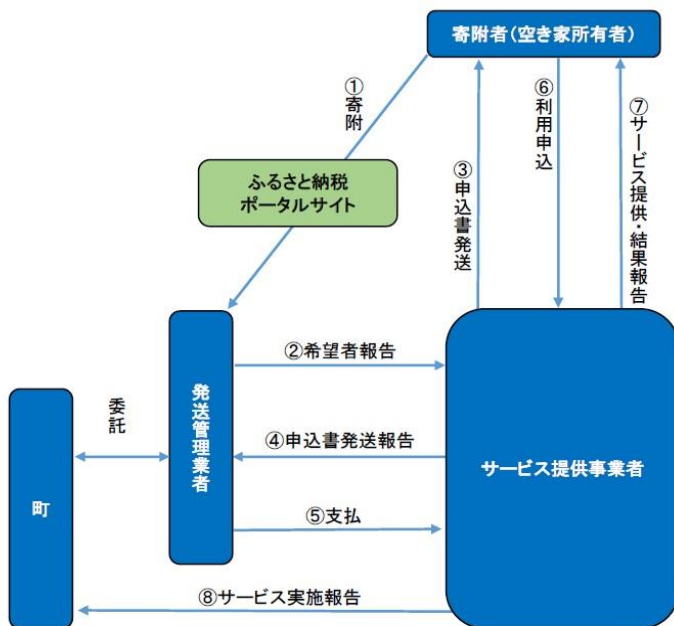 寄附者(空き家所有者)
①寄附
⑥利用申込
⑦サービス提供・結果報告
③申込書発送
ふるさと納税
ポータルサイト
②希望者報告
発送管理業者
委託
④申込書発送報告
サービス提供事業者
町
⑤支払
⑧サービス実施報告